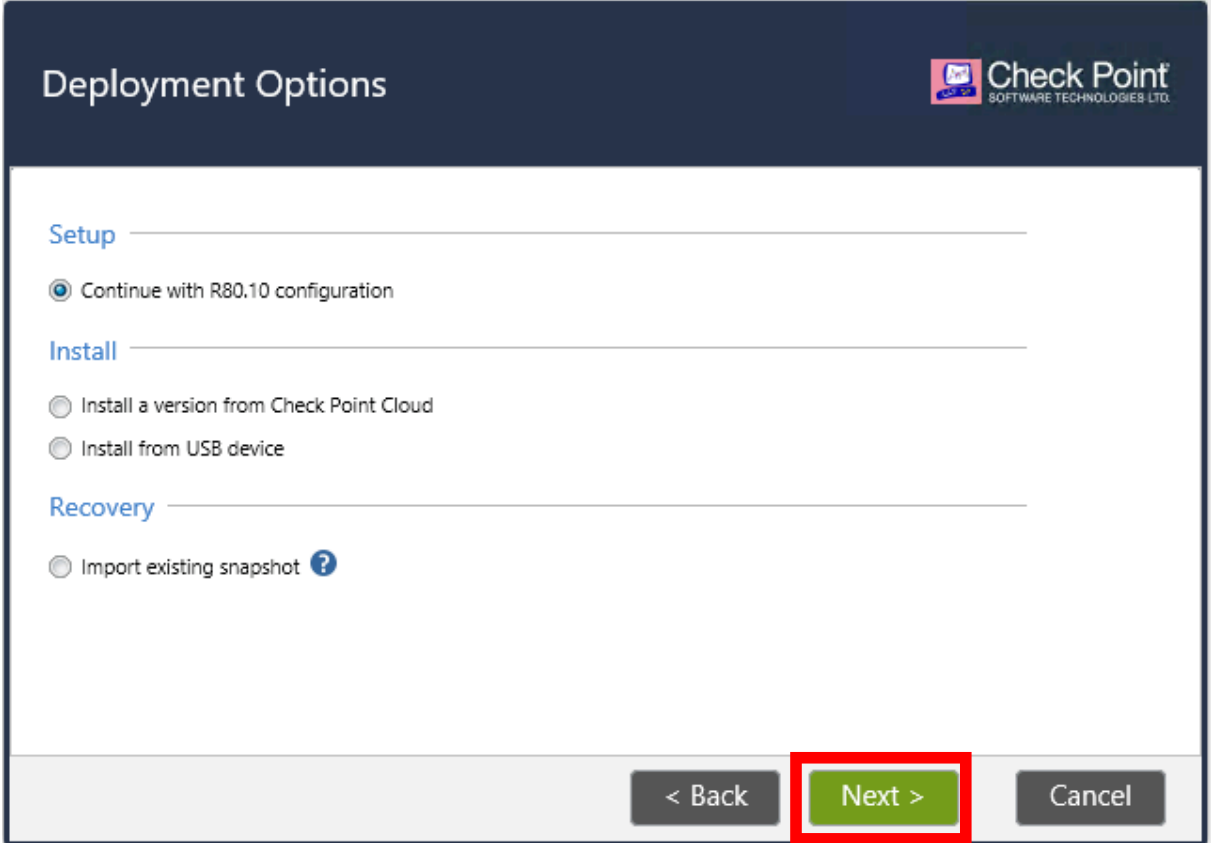 Deployment Options
Check Point
SOFTWARE TECHNOLOGIES LTD.
Setup
Continue with R80.10 configuration
Install
Install a version from Check Point Cloud
Install from USB device
Recovery
Import existing snapshot ?
< Back Next > Cancel